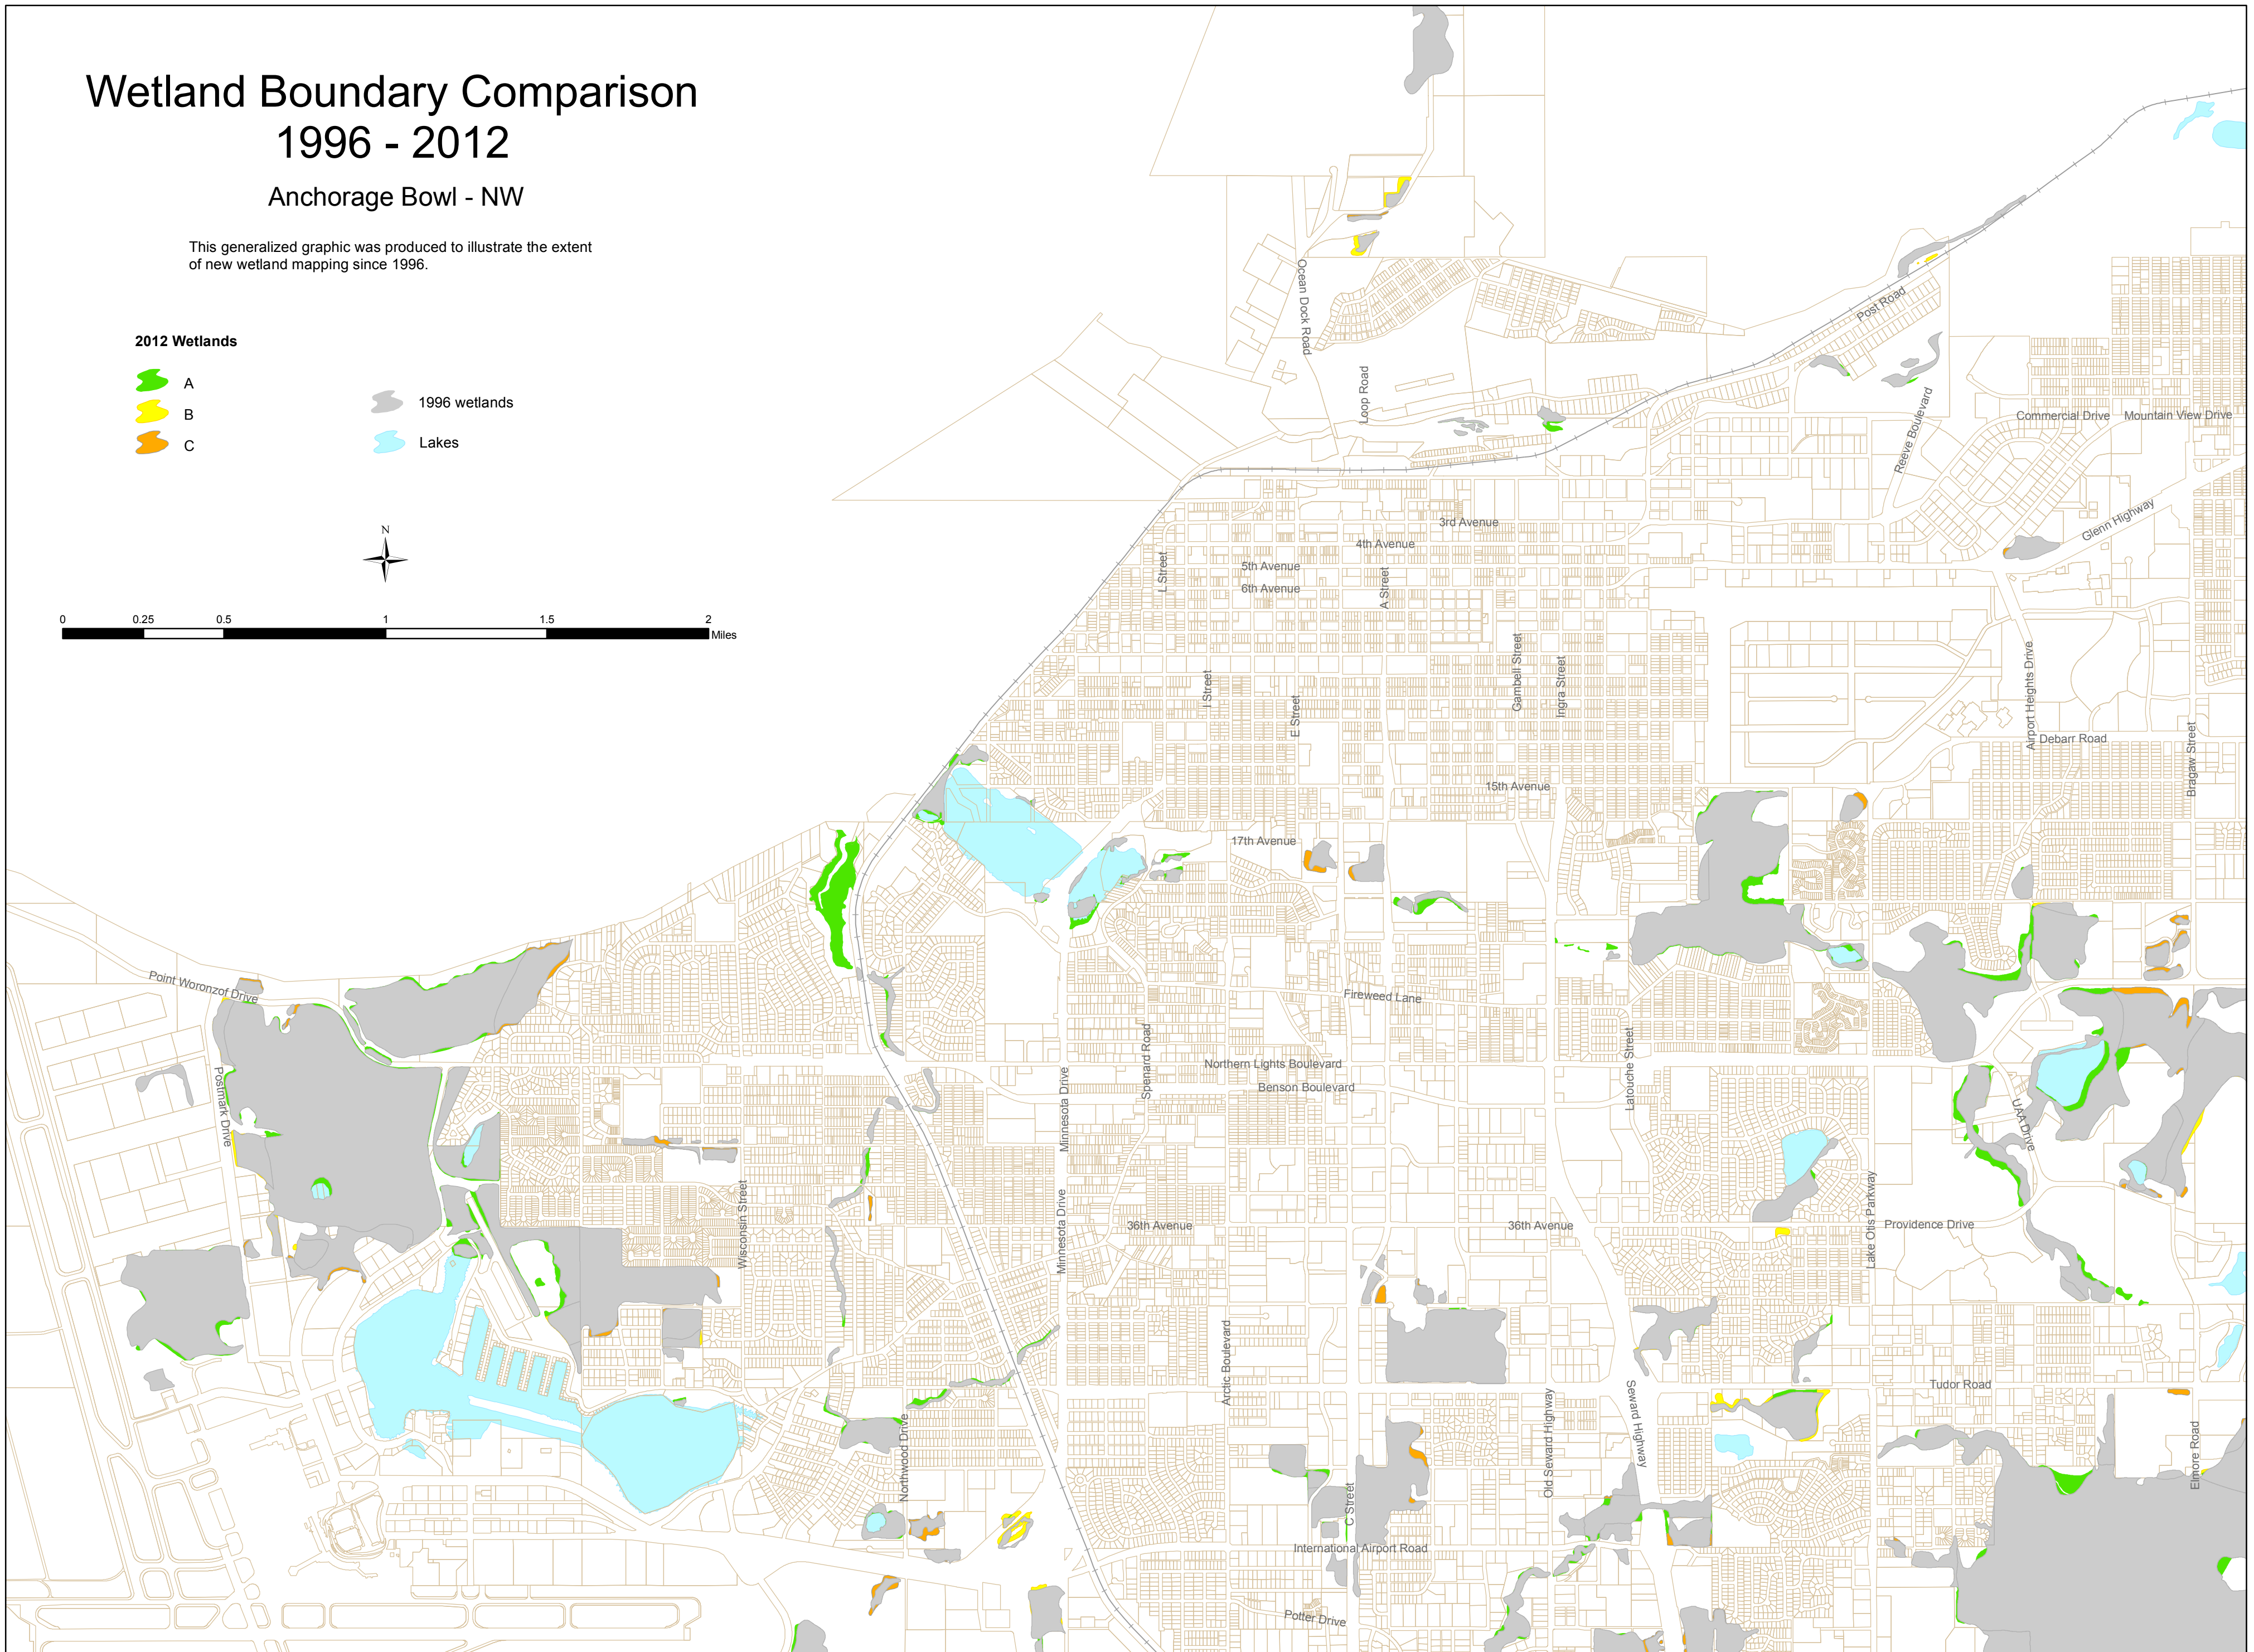 Wetland Boundary Comparison
1996 - 2012
Anchorage Bowl - NW
This generalized graphic was produced to illustrate the extent
of new wetland mapping since 1996.
2012 Wetlands
A
B
C
1996 wetlands
Lakes
N
0 0.25 0.5 1 1.5 2
Miles
Ocean Dock Road
Loop Road
Post Road
Reeve Boulevard
Commercial Drive
Mountain View Drive
Glenn Highway
3rd Avenue
4th Avenue
5th Avenue
6th Avenue
L Street
A Street
I Street
E Street
Gambell Street
Ingra Street
Airport Heights Drive
Debarr Road
Bragaw Street
15th Avenue
17th Avenue
Point Woronzof Drive
Postmark Drive
Fireweed Lane
Spenard Road
Northern Lights Boulevard
Benson Boulevard
Minnesota Drive
Latouche Street
UAA Drive
Wisconsin Street
Minnesota Drive
36th Avenue
36th Avenue
Lake Otis Parkway
Providence Drive
Arctic Boulevard
Tudor Road
Northwood Drive
Old Seward Highway
Seward Highway
Elmore Road
C Street
International Airport Road
Potter Drive